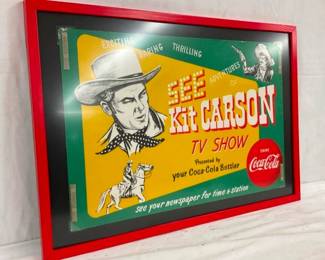 EXCITING DARING THRILLING
ADVENTURES
SEE
Kit CARSON
TV SHOW
Presented by
your Coca-Cola Bottler
DRINK
Coca-Cola
see your newspaper for time & station